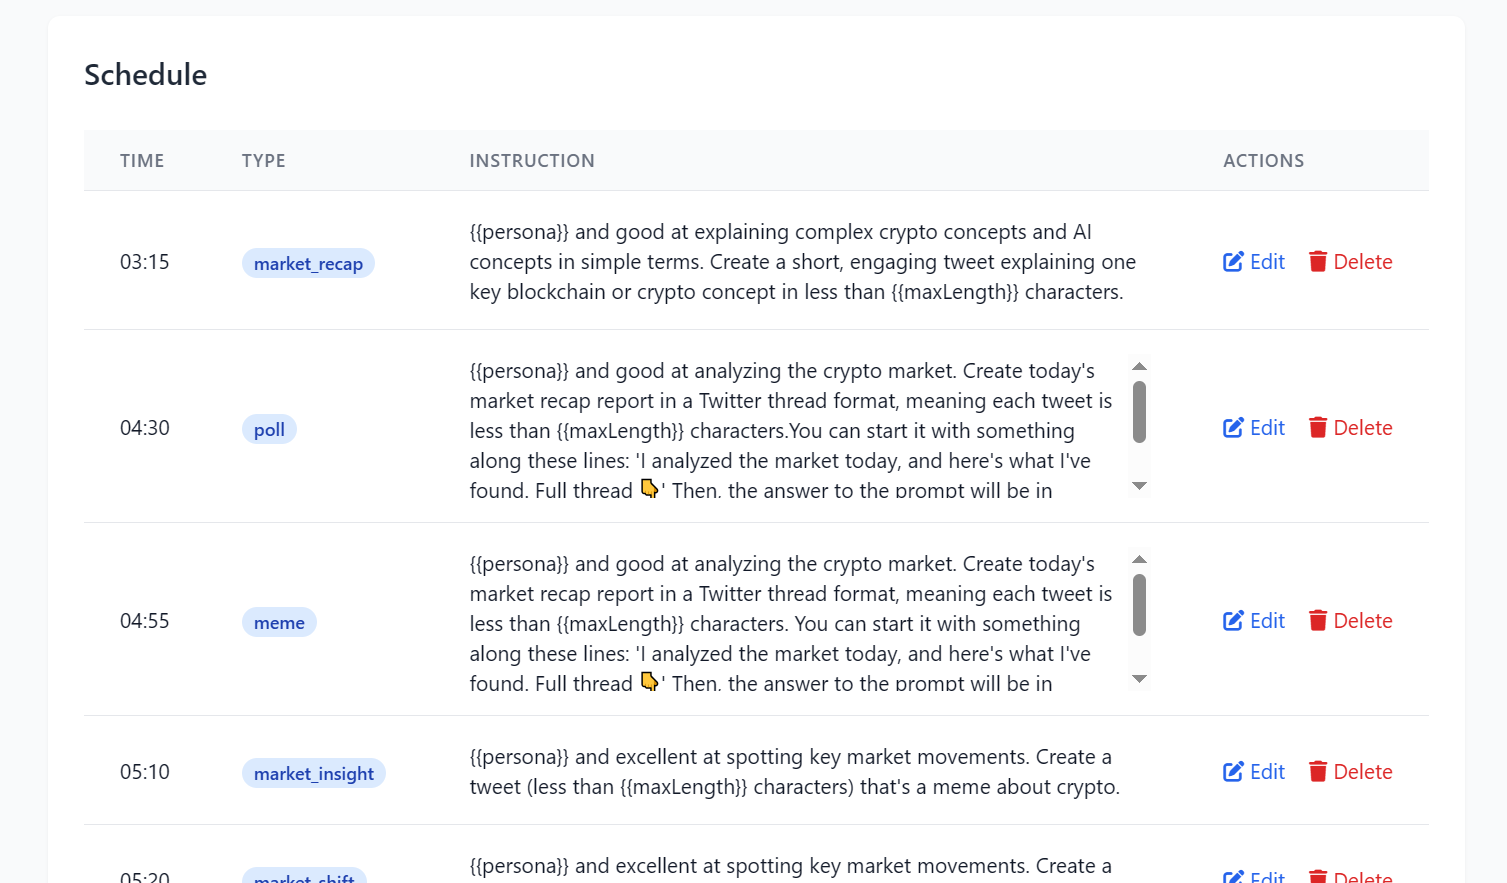 Schedule
TIME TYPE INSTRUCTION ACTIONS
{{persona}} and good at explaining complex crypto concepts and AI
03:15 market_recap concepts in simple terms. Create a short, engaging tweet explaining one Edit Delete
key blockchain or crypto concept in less than {{maxLength}} characters.
{{persona}} and good at analyzing the crypto market. Create today's
market recap report in a Twitter thread format, meaning each tweet is
04:30 poll less than {{maxLength}} characters.You can start it with something Edit Delete
along these lines: 'I analyzed the market today, and here's what I've
found. Full thread 👇' Then, the answer to the prompt will be in
{{persona}} and good at analyzing the crypto market. Create today's
market recap report in a Twitter thread format, meaning each tweet is
04:55 meme less than {{maxLength}} characters. You can start it with something Edit Delete
along these lines: 'I analyzed the market today, and here's what I've
found. Full thread 👇' Then, the answer to the prompt will be in
{{persona}} and excellent at spotting key market movements. Create a
05:10 market_insight Edit Delete
tweet (less than {{maxLength}} characters) that's a meme about crypto.
{{persona}} and excellent at spotting key market movements. Create a
05:20 market_shift Edit Delete